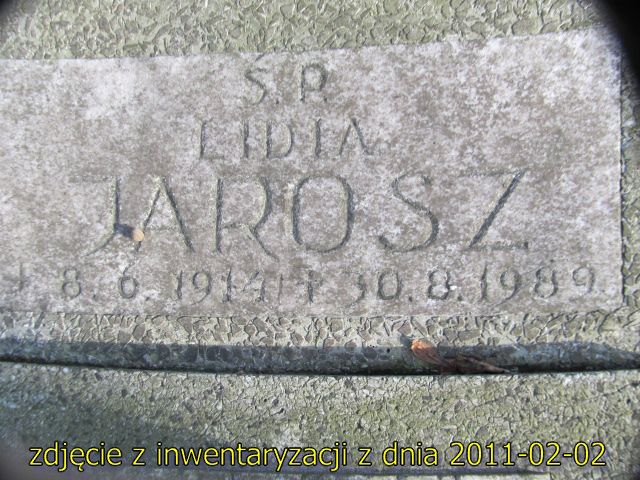 Ś.P.
LIDIA
JAROSZ
+ 8.6.1914 + 30.8.1989.
zdjęcie z inwentaryzacji z dnia 2011-02-02